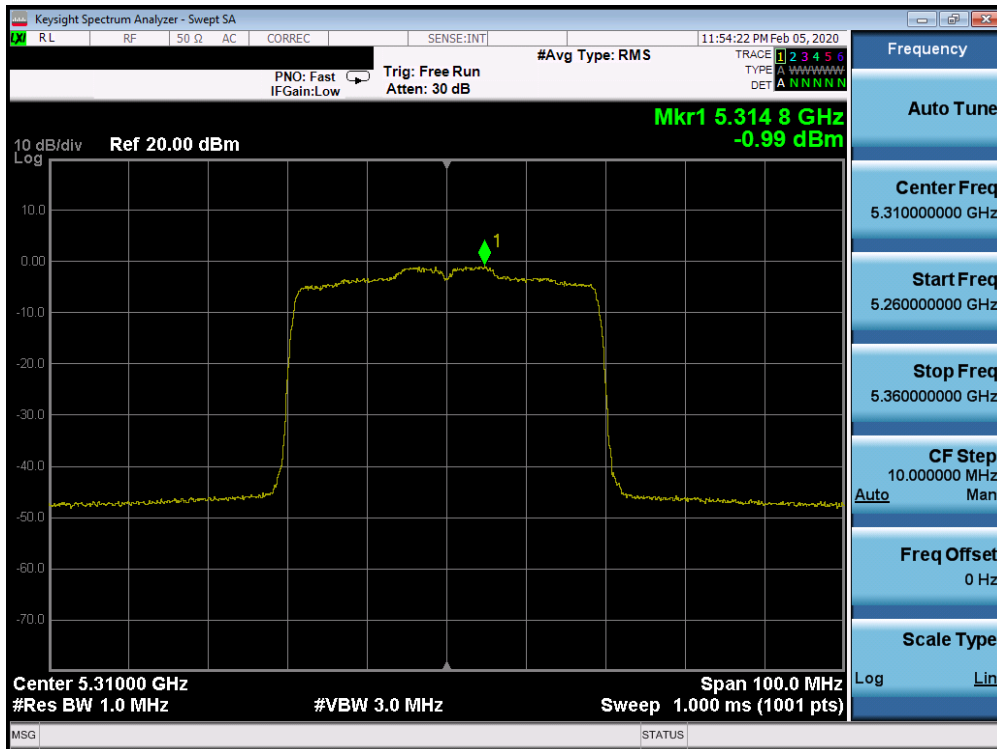 Keysight Spectrum Analyzer - Swept SA
LXI RL RF 50 Ω AC CORREC SENSE:INT 11:54:22 PM Feb 05, 2020
#Avg Type: RMS TRACE 1 2 3 4 5 6
PNO: Fast Trig: Free Run TYPE A WWWWW
IFGain:Low Atten: 30 dB DET A N N N N N
Mkr1 5.314 8 GHz
-0.99 dBm
10 dB/div Ref 20.00 dBm
Log
1
10.0
0.00
-10.0
-20.0
-30.0
-40.0
-50.0
-60.0
-70.0
Center 5.31000 GHz Span 100.0 MHz
#Res BW 1.0 MHz #VBW 3.0 MHz Sweep 1.000 ms (1001 pts)
MSG STATUS
Frequency
Auto Tune
Center Freq
5.310000000 GHz
Start Freq
5.260000000 GHz
Stop Freq
5.360000000 GHz
CF Step
10.000000 MHz
Auto Man
Freq Offset
0 Hz
Scale Type
Log Lin